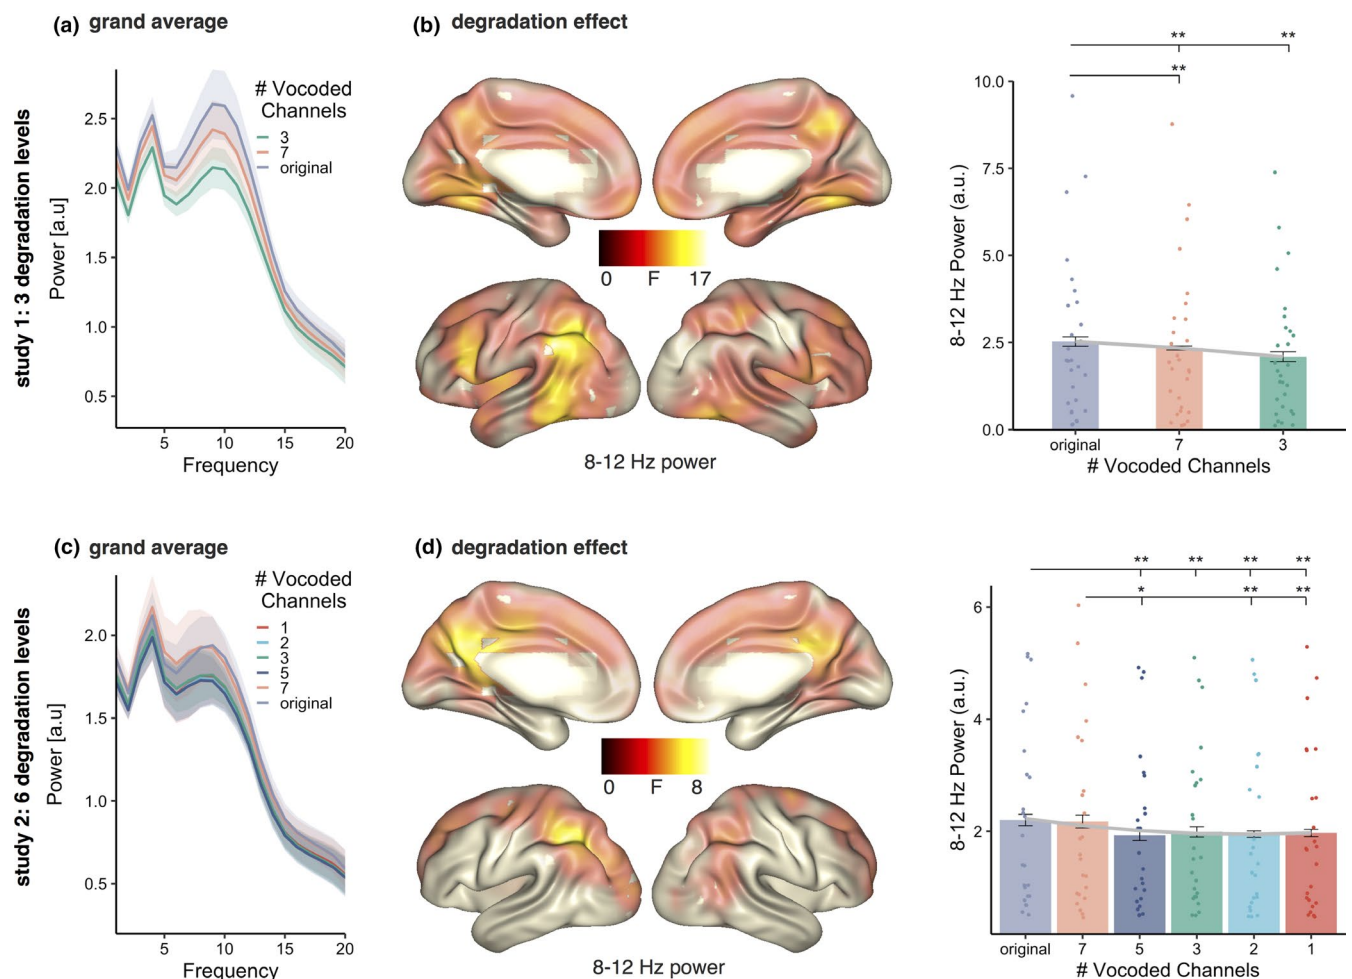 (a) grand average
(b) degradation effect
study 1: 3 degradation levels
Power [a.u]
2.5
2.0
1.5
1.0
0.5
# Vocoded
Channels
3
7
original
5
10
15
20
Frequency
0
F
17
8-12 Hz power
**
**
**
8-12 Hz Power (a.u.)
10.0
7.5
5.0
2.5
0.0
original
7
3
# Vocoded Channels
(c) grand average
(d) degradation effect
study 2: 6 degradation levels
Power [a.u]
2.0
1.5
1.0
0.5
# Vocoded
Channels
1
2
3
5
7
original
5
10
15
20
Frequency
0
F
8
8-12 Hz power
**
**
**
**
*
**
**
8-12 Hz Power (a.u.)
6
4
2
original
7
5
3
2
1
# Vocoded Channels